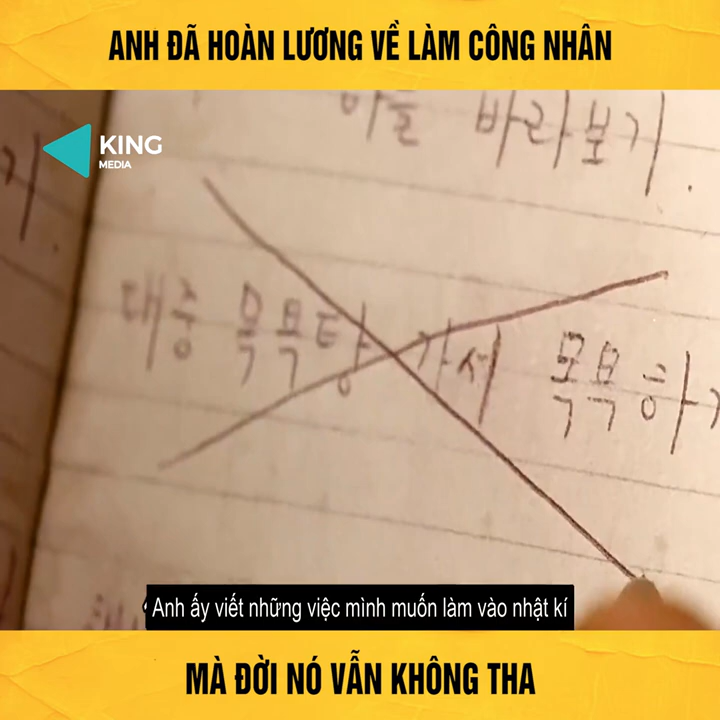 ANH ĐÃ HOÀN LƯƠNG VỀ LÀM CÔNG NHÂN
KING
MEDIA
하늘 바라보기.
기.
대중 목욕탕 가서 목욕하기
Anh ấy viết những việc mình muốn làm vào nhật kí
MÀ ĐỜI NÓ VẪN KHÔNG THA